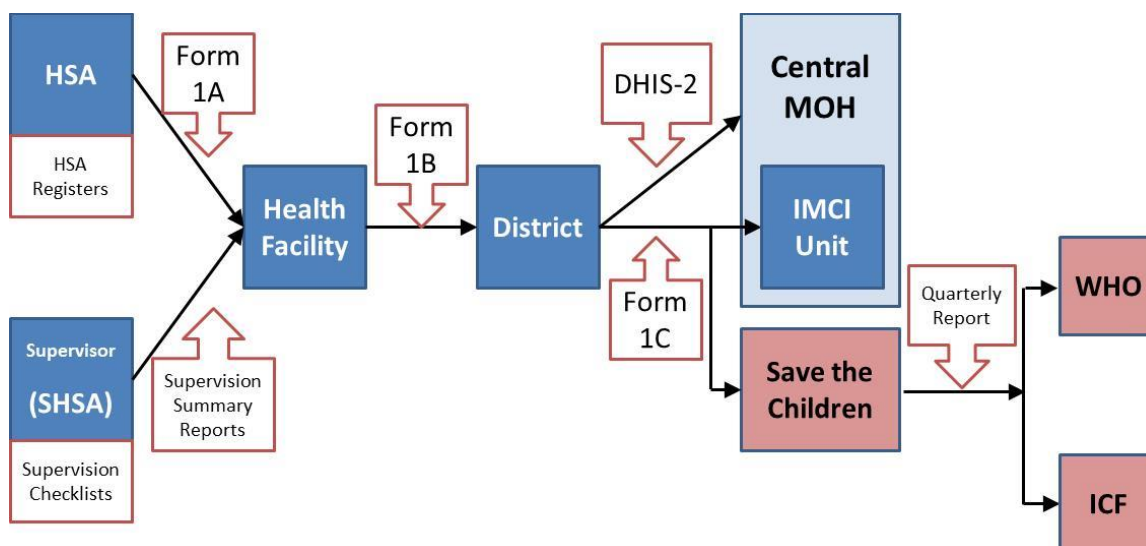 HSA
HSA
Registers
Form
1A
Supervisor
(SHSA)
Supervision
Checklists
Supervision
Summary
Reports
Health
Facility
Form
1B
District
DHIS-2
Form
1C
Central
MOH
IMCI
Unit
Save the
Children
Quarterly
Report
WHO
ICF